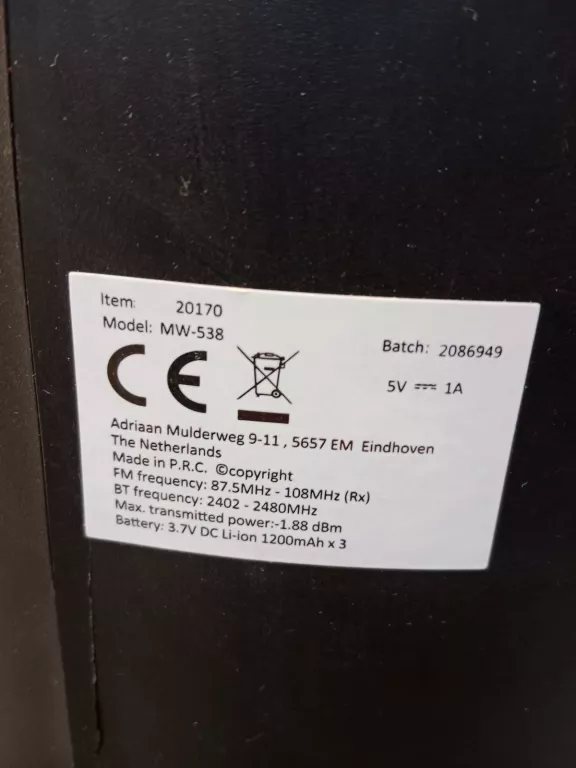 Item: 20170
Model: MW-538
Batch: 2086949
CE
5V ⎓ 1A
Adriaan Mulderweg 9-11 , 5657 EM Eindhoven
The Netherlands
Made in P.R.C. ©copyright
FM frequency: 87.5MHz - 108MHz (Rx)
BT frequency: 2402 - 2480MHz
Max. transmitted power:-1.88 dBm
Battery: 3.7V DC Li-ion 1200mAh x 3